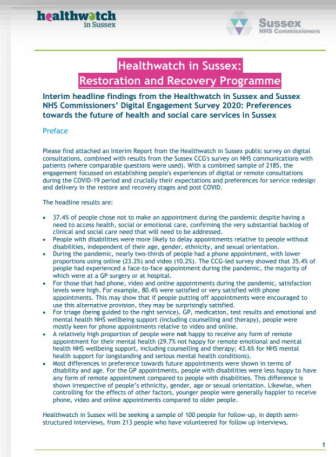 healthwatch
in Sussex
Sussex
NHS Commissioners
Healthwatch in Sussex:
Restoration and Recovery Programme
Interim headline findings from the Healthwatch in Sussex and Sussex
NHS Commissioners' Digital Engagement Survey 2020: Preferences
towards the future of health and social care services in Sussex
Preface
Please find attached an Interim Report from the Healthwatch in Sussex public survey on digital
consultations, combined with results from the Sussex CCG's survey on NHS communications with
patients (where comparable questions were used). With a combined sample of 2185, the
engagement focussed on establishing people's experiences of digital or remote consultations
during the COVID-19 period and crucially their expectations and preferences for service redesign
and delivery in the restore and recovery stages and post COVID.
The headline results are:
• 37.4% of people chose not to make an appointment during the pandemic despite having a
need to access health, social or emotional care, confirming the very substantial backlog of
clinical and social care need that will need to be addressed.
• People with disabilities were more likely to delay appointments relative to people without
disabilities, independent of their age, gender, ethnicity, and sexual orientation.
• During the pandemic, nearly two-thirds of people had a phone appointment, with lower
proportions using online (23.2%) and video (10.2%). The CCG-led survey showed that 35.4% of
people had experienced a face-to-face appointment during the pandemic, the majority of
which were at a GP surgery or at hospital.
• For those that had phone, video and online appointments during the pandemic, satisfaction
levels were high. For example, 80.4% were satisfied or very satisfied with phone
appointments. This may show that if people putting off appointments were encouraged to
use this alternative provision, they may be surprisingly satisfied.
• For triage (being guided to the right service), GP, medication, test results and emotional and
mental health NHS wellbeing support (including counselling and therapy), people were
mostly keen for phone appointments relative to video and online.
• A relatively high proportion of people were not happy to receive any form of remote
appointment for their mental health (29.7% not happy for remote emotional and mental
health NHS wellbeing support, including counselling and therapy; 43.6% for NHS mental
health support for longstanding and serious mental health conditions).
• Most differences in preference towards future appointments were shown in terms of
disability and age. For the GP appointments, people with disabilities were less happy to have
any form of remote appointment compared to people with disabilities. This difference is
shown irrespective of people's ethnicity, gender, age or sexual orientation. Likewise, when
controlling for the effects of other factors, younger people were generally happier to receive
phone, video and online appointments compared to older people.
Healthwatch in Sussex will be seeking a sample of 100 people for follow-up, in depth semi-
structured interviews, from 213 people who have volunteered for follow up interviews.
1